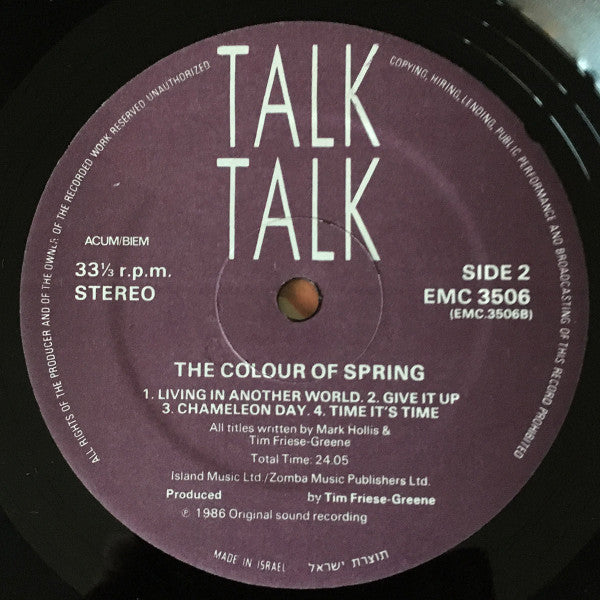 TALK
TALK
ALL RIGHTS OF THE PRODUCER AND OF THE OWNER OF THE RECORDED WORK RESERVED UNAUTHORIZED
COPYING, HIRING, LENDING, PUBLIC PERFORMANCE AND BROADCASTING OF THIS RECORD PROHIBITED
ACUM/BIEM
33⅓ r.p.m.
STEREO
SIDE 2
EMC 3506
(EMC.3506B)
THE COLOUR OF SPRING
1. LIVING IN ANOTHER WORLD. 2. GIVE IT UP
3. CHAMELEON DAY. 4. TIME IT'S TIME
All titles written by Mark Hollis &
Tim Friese-Greene
Total Time: 24.05
Island Music Ltd./Zomba Music Publishers Ltd.
Produced by Tim Friese-Greene
℗ 1986 Original sound recording
MADE IN ISRAEL תוצרת ישראל